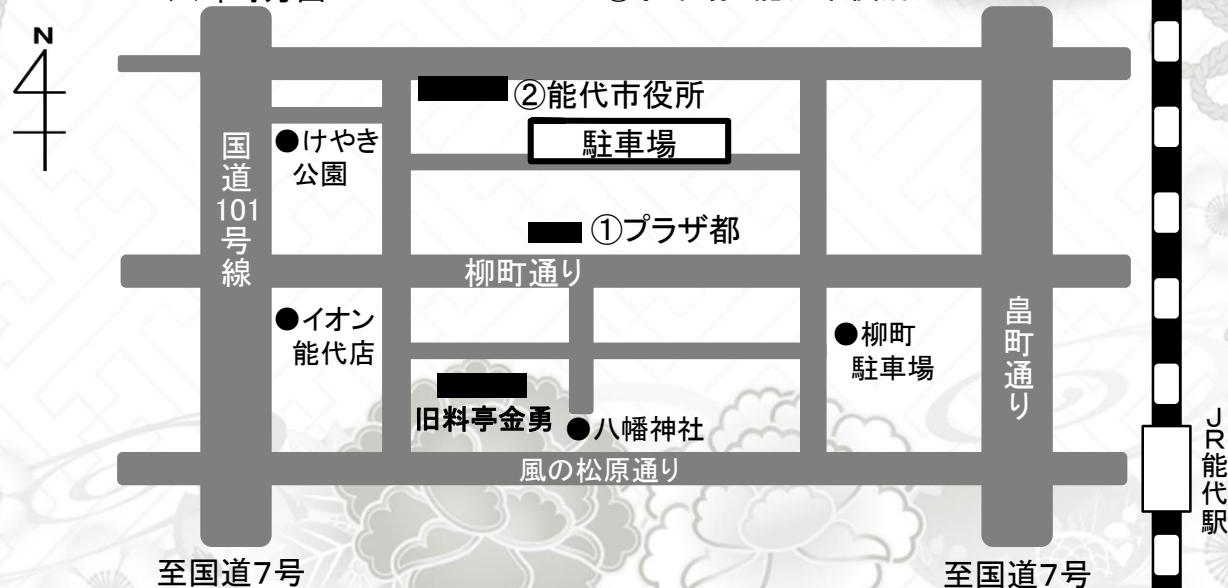 N
②能代市役所
駐車場
●けやき
公園
国道101号線
①プラザ都
柳町通り
●イオン
能代店
●柳町
駐車場
畠町通り
旧料亭金勇
●八幡神社
風の松原通り
JR能代駅
至国道7号
至国道7号